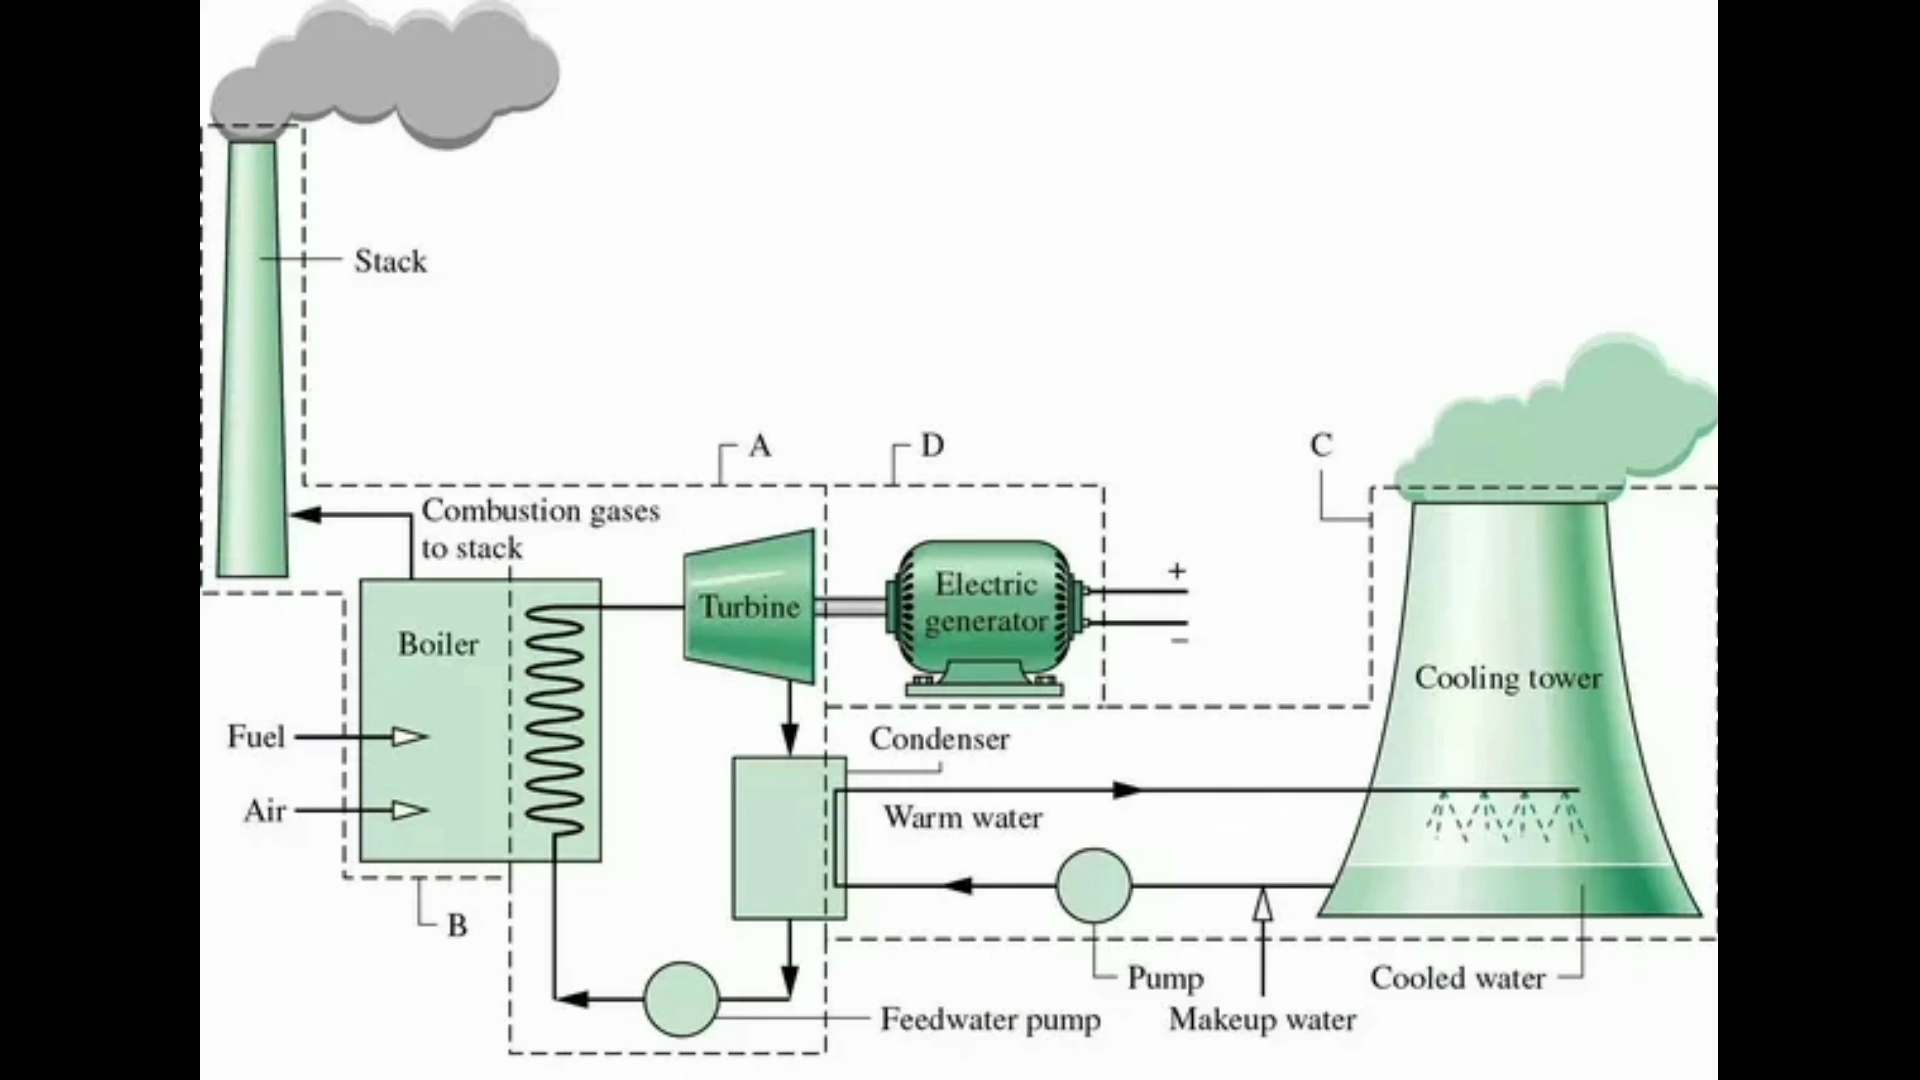 Stack
A
D
C
Combustion gases
to stack
Electric
generator
+
−
Turbine
Boiler
Cooling tower
Fuel
Condenser
Air
Warm water
B
Pump
Cooled water
Feedwater pump
Makeup water